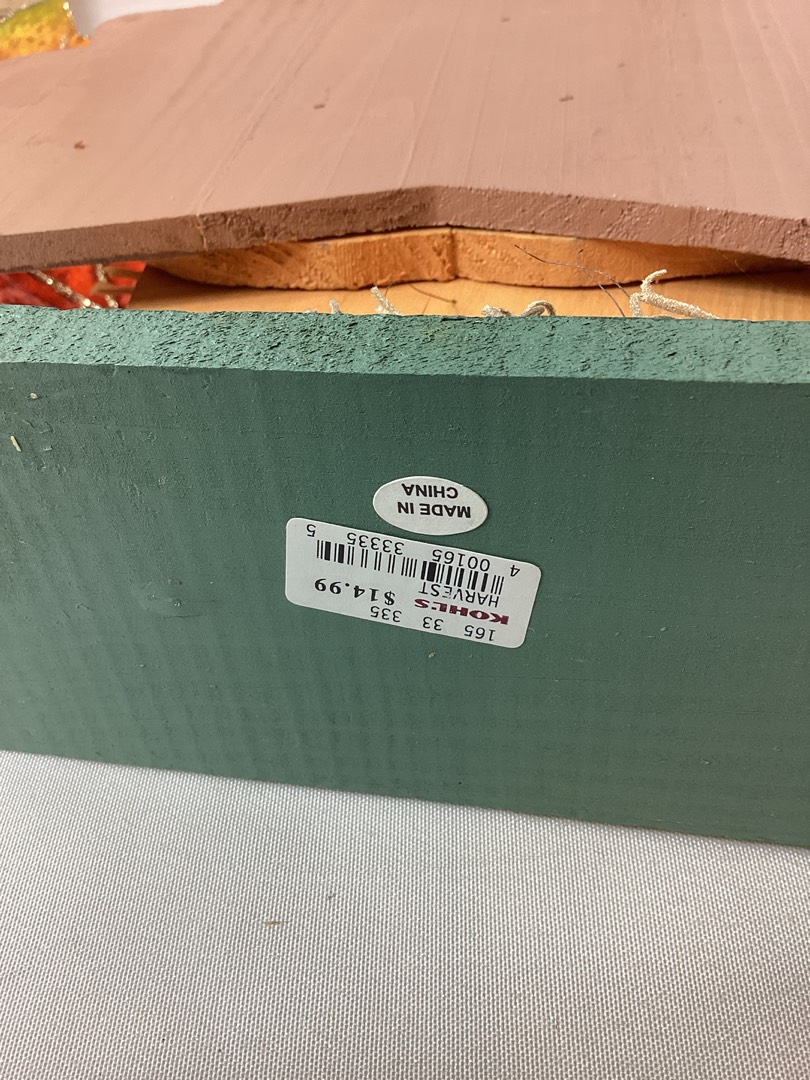 165 33 335
KOHL'S
HARVEST $14.99
4 00165 33335 5
MADE IN
CHINA